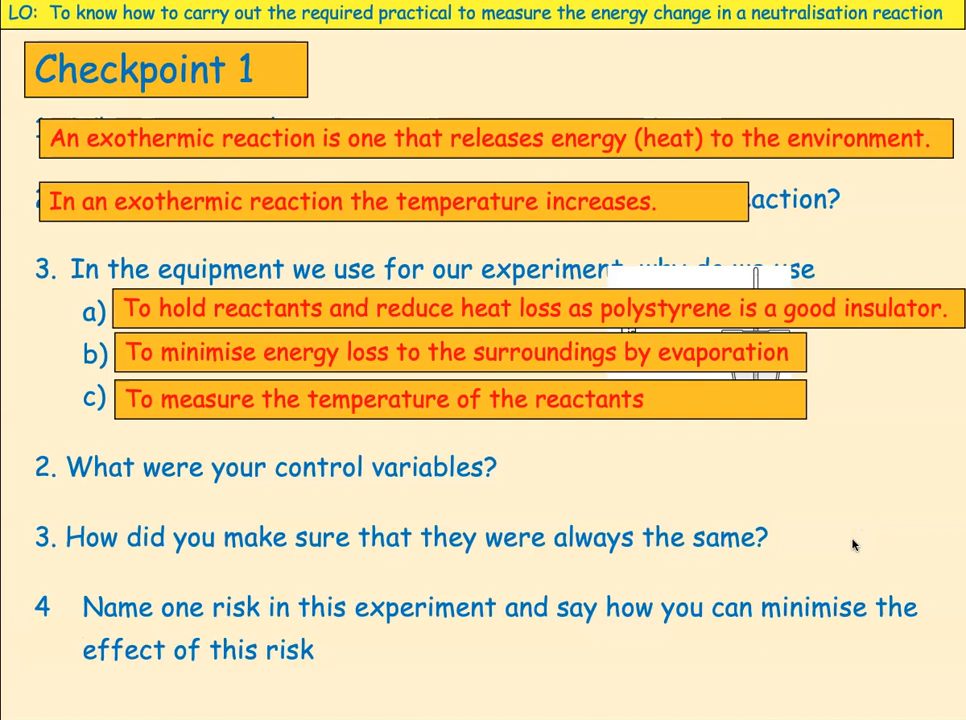 LO: To know how to carry out the required practical to measure the energy change in a neutralisation reaction
Checkpoint 1
An exothermic reaction is one that releases energy (heat) to the environment.
In an exothermic reaction the temperature increases. action?
3. In the equipment we use for our experiment, why do we use
a) To hold reactants and reduce heat loss as polystyrene is a good insulator.
b) To minimise energy loss to the surroundings by evaporation
c) To measure the temperature of the reactants
2. What were your control variables?
3. How did you make sure that they were always the same?
4 Name one risk in this experiment and say how you can minimise the
effect of this risk